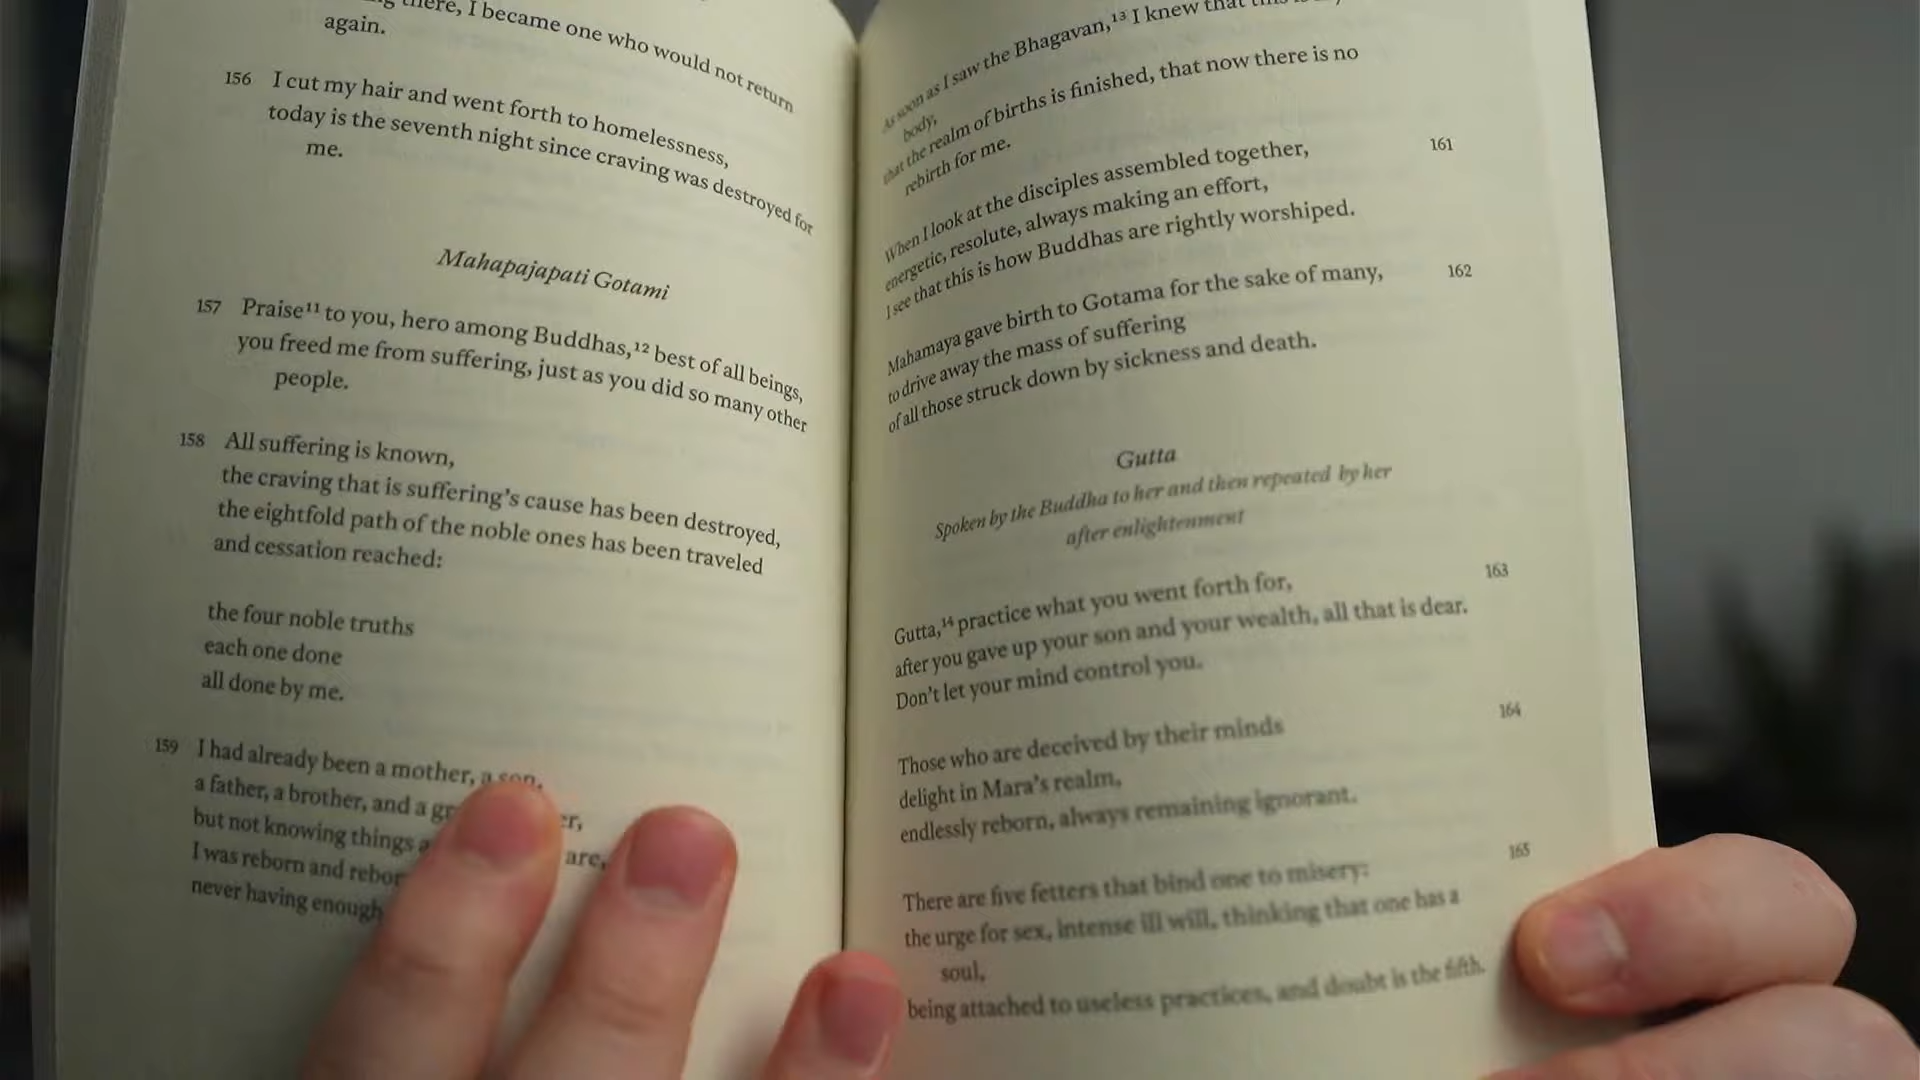 there, I became one who would not return
again.
156 I cut my hair and went forth to homelessness,
today is the seventh night since craving was destroyed for
me.
Mahapajapati Gotami
157 Praise¹¹ to you, hero among Buddhas,¹² best of all beings,
you freed me from suffering, just as you did so many other
people.
158 All suffering is known,
the craving that is suffering's cause has been destroyed,
the eightfold path of the noble ones has been traveled
and cessation reached:
the four noble truths
each one done
all done by me.
159 I had already been a mother, a son,
a father, a brother, and a
but not knowing things are,
I was reborn and
never having enough
As soon as I saw the Bhagavan,¹³ I knew that this is
body,
that the realm of births is finished, that now there is no
rebirth for me.
When I look at the disciples assembled together, 161
energetic, resolute, always making an effort,
I see that this is how Buddhas are rightly worshiped.
Mahamaya gave birth to Gotama for the sake of many, 162
to drive away the mass of suffering
of all those struck down by sickness and death.
Gutta
Spoken by the Buddha to her and then repeated by her
after enlightenment
Gutta,¹⁴ practice what you went forth for, 163
after you gave up your son and your wealth, all that is dear.
Don't let your mind control you.
Those who are deceived by their minds 164
delight in Mara's realm,
endlessly reborn, always remaining ignorant.
There are five fetters that bind one to misery: 165
the urge for sex, intense ill will, thinking that one has a
soul,
being attached to useless practices, and doubt is the fifth.